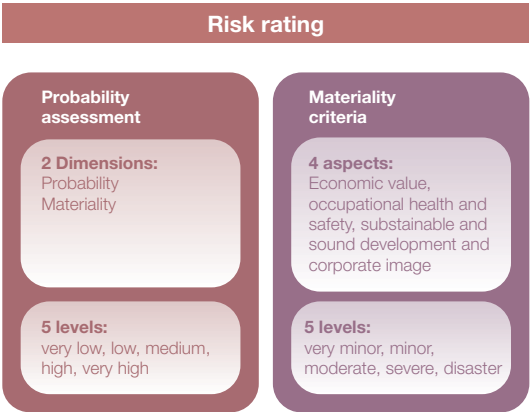 Risk rating
Probability
assessment
2 Dimensions:
Probability
Materiality
5 levels:
very low, low, medium,
high, very high
Materiality
criteria
4 aspects:
Economic value,
occupational health and
safety, substainable and
sound development and
corporate image
5 levels:
very minor, minor,
moderate, severe, disaster